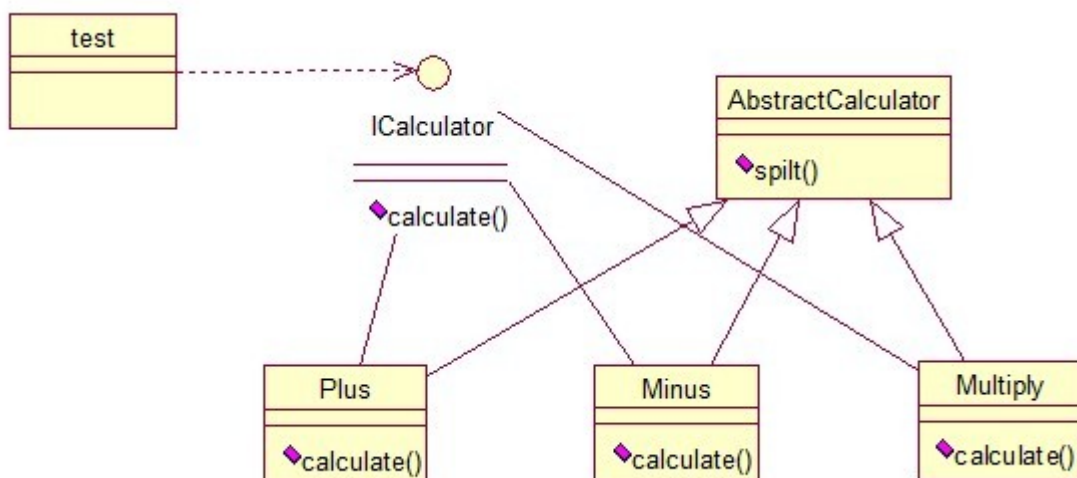 test
ICalculator
calculate()
AbstractCalculator
spilt()
Plus
calculate()
Minus
calculate()
Multiply
calculate()